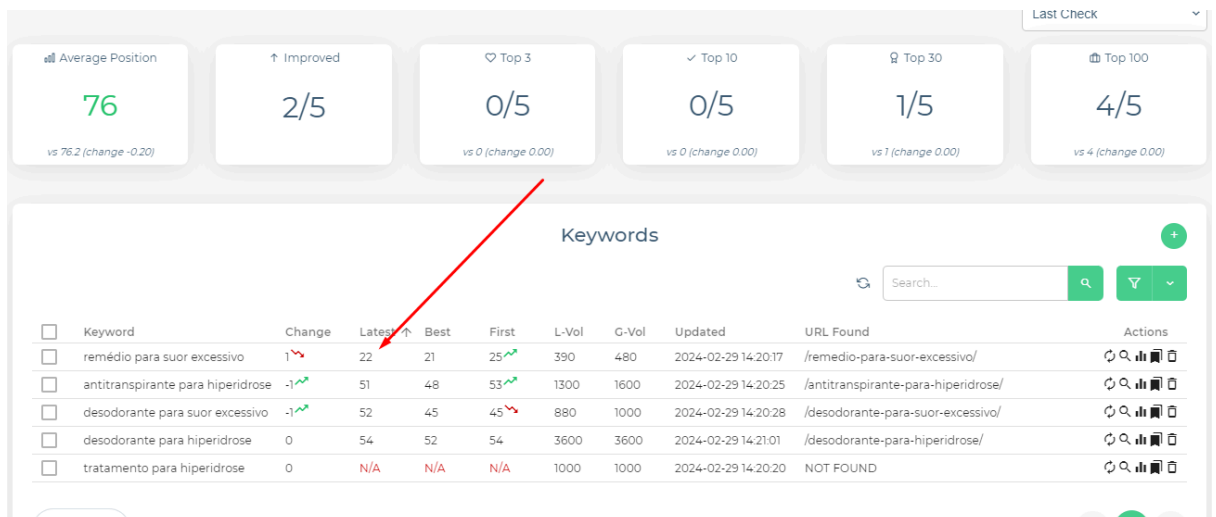 Last Check
Average Position
Improved
Top 3
Top 10
Top 30
Top 100
76
2/5
0/5
0/5
1/5
4/5
vs 76.2 (change -0.20)
vs 0 (change 0.00)
vs 0 (change 0.00)
vs 1 (change 0.00)
vs 4 (change 0.00)
Keywords
Search...
Keyword Change Latest Best First L-Vol G-Vol Updated URL Found Actions
remédio para suor excessivo 1 22 21 25 390 480 2024-02-29 14:20:17 /remedio-para-suor-excessivo/
antitranspirante para hiperidrose -1 51 48 53 1300 1600 2024-02-29 14:20:25 /antitranspirante-para-hiperidrose/
desodorante para suor excessivo -1 52 45 45 880 1000 2024-02-29 14:20:28 /desodorante-para-suor-excessivo/
desodorante para hiperidrose 0 54 52 54 3600 3600 2024-02-29 14:21:01 /desodorante-para-hiperidrose/
tratamento para hiperidrose 0 N/A N/A N/A 1000 1000 2024-02-29 14:20:20 NOT FOUND